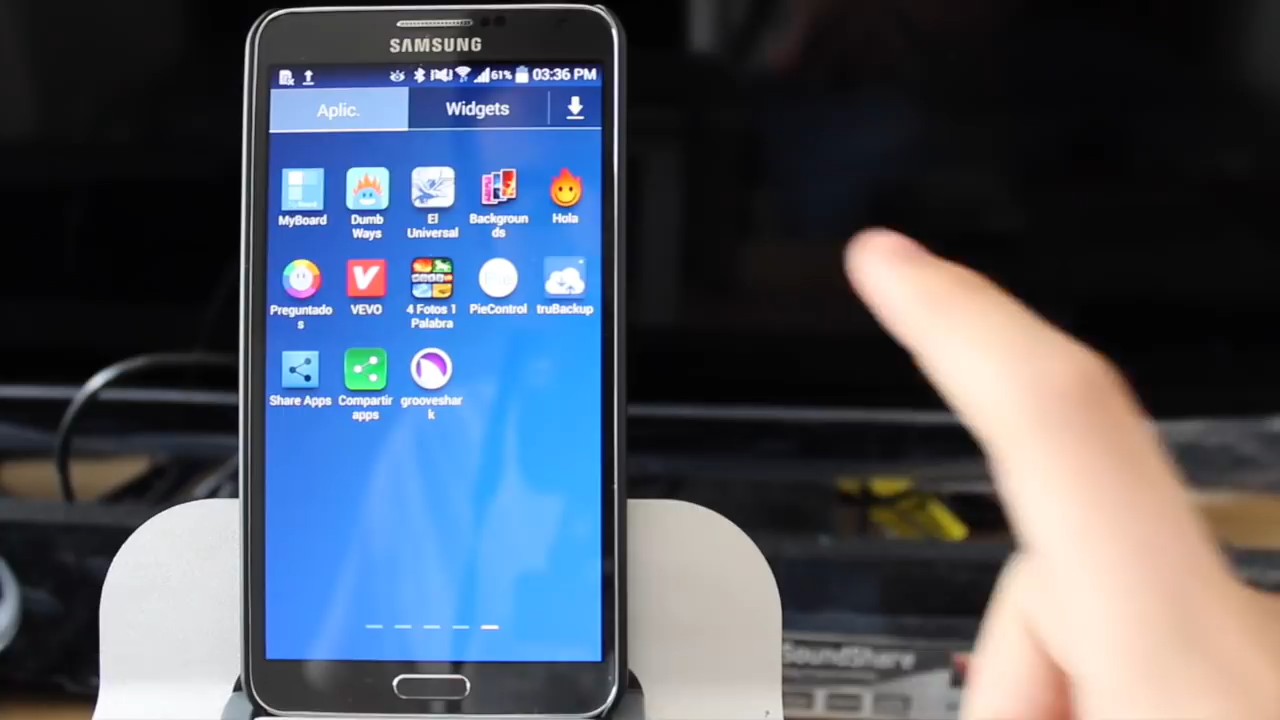 SAMSUNG
61% 03:36 PM
Aplic. Widgets
MyBoard
Dumb
Ways
El
Universal
Backgroun
ds
Hola
Preguntado
s
VEVO
4 Fotos 1
Palabra
PieControl
truBackup
Share Apps
Compartir
apps
grooveshar
k
SoundShare